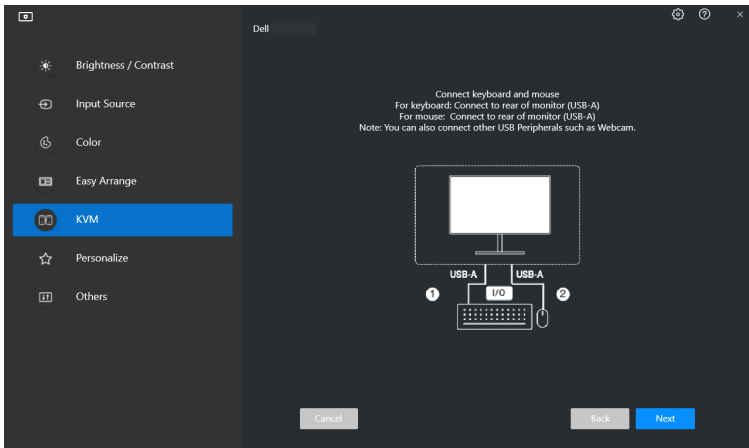 Dell
Brightness / Contrast
Input Source
Color
Easy Arrange
KVM
Personalize
Others
Connect keyboard and mouse
For keyboard: Connect to rear of monitor (USB-A)
For mouse: Connect to rear of monitor (USB-A)
Note: You can also connect other USB Peripherals such as Webcam.
USB-A USB-A
1 I/O 2
Cancel Back Next